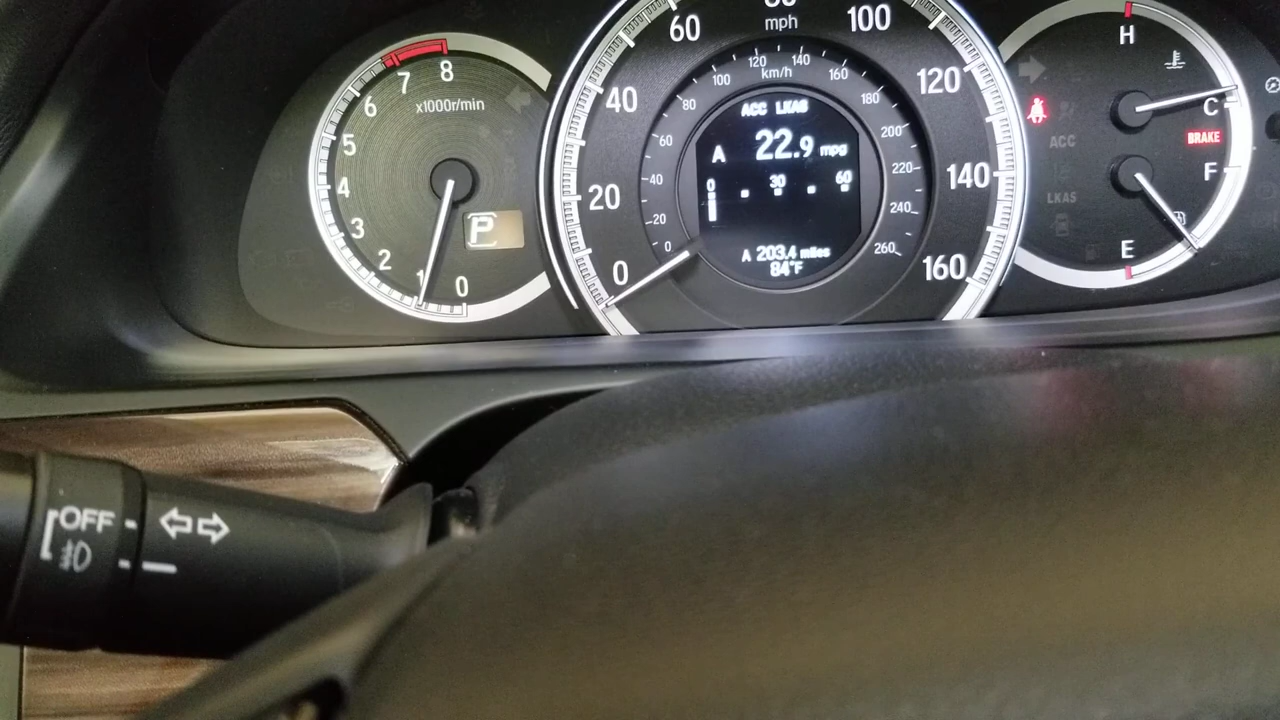 8
7
6
5
4
3
2
1
0
x1000r/min
P
80
mph
60
100
40
120
20
140
0
160
km/h
0
20
40
60
80
100
120
140
160
180
200
220
240
260
ACC LKAS
A 22.9 mpg
0 30 60
A 203.4 miles
84°F
H
C
BRAKE
F
E
ACC
LKAS
OFF